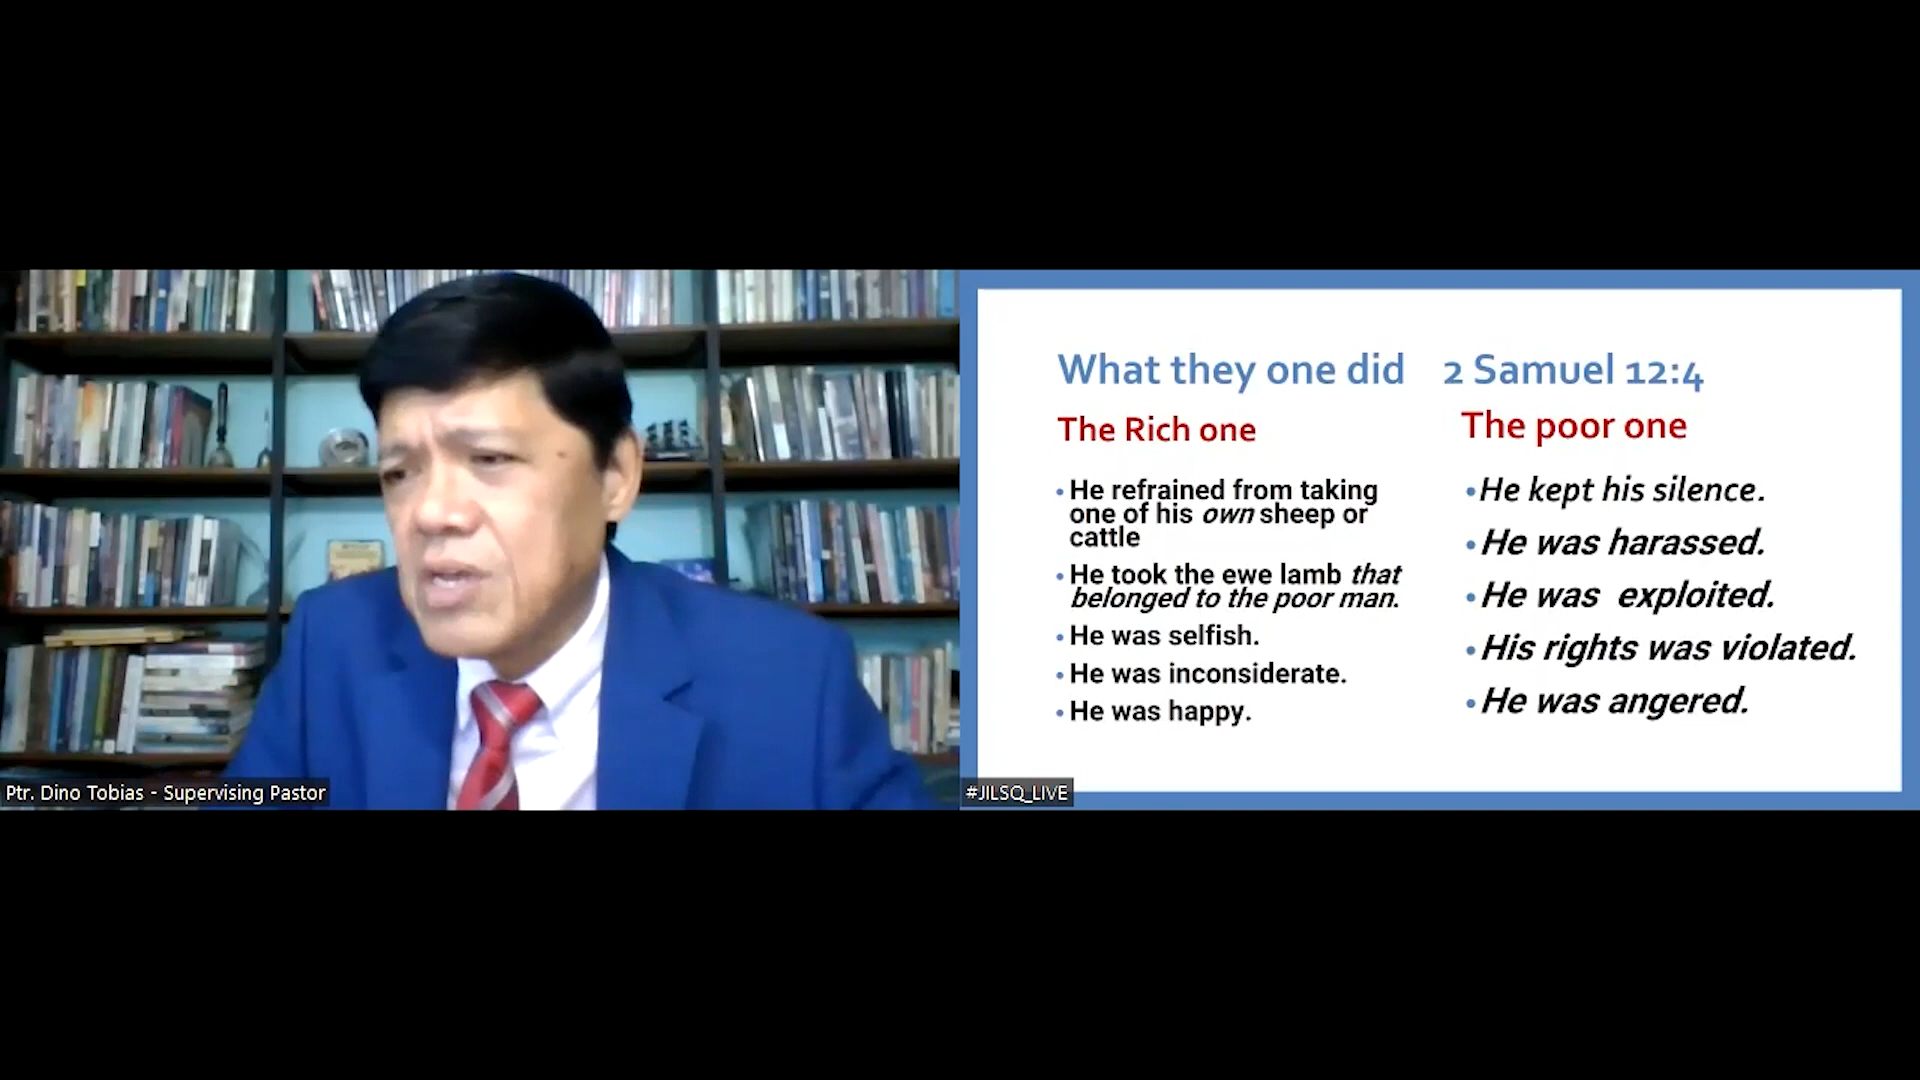 What they one did 2 Samuel 12:4
The Rich one
• He refrained from taking
one of his own sheep or
cattle
• He took the ewe lamb that
belonged to the poor man.
• He was selfish.
• He was inconsiderate.
• He was happy.
The poor one
• He kept his silence.
• He was harassed.
• He was exploited.
• His rights was violated.
• He was angered.
Ptr. Dino Tobias - Supervising Pastor
#JILSQ_LIVE